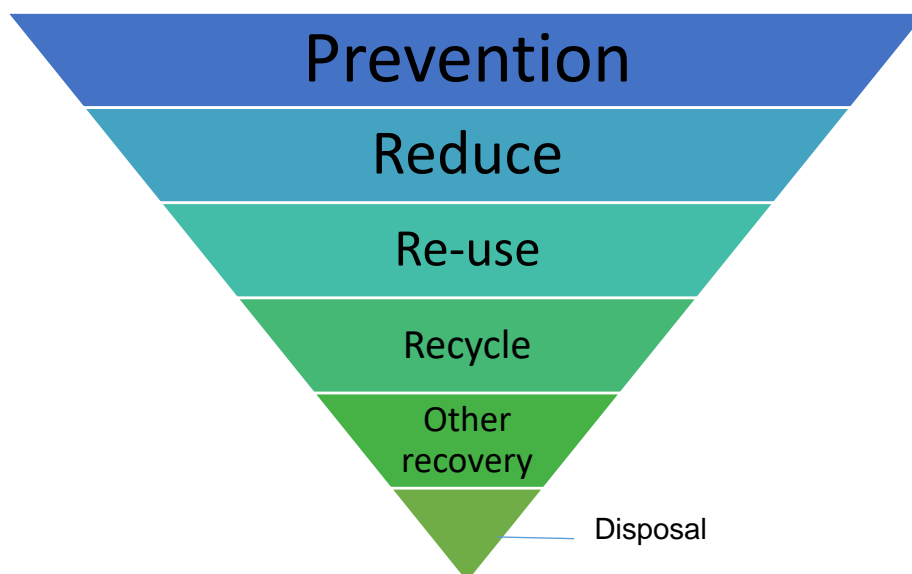 Prevention
Reduce
Re-use
Recycle
Other
recovery
Disposal